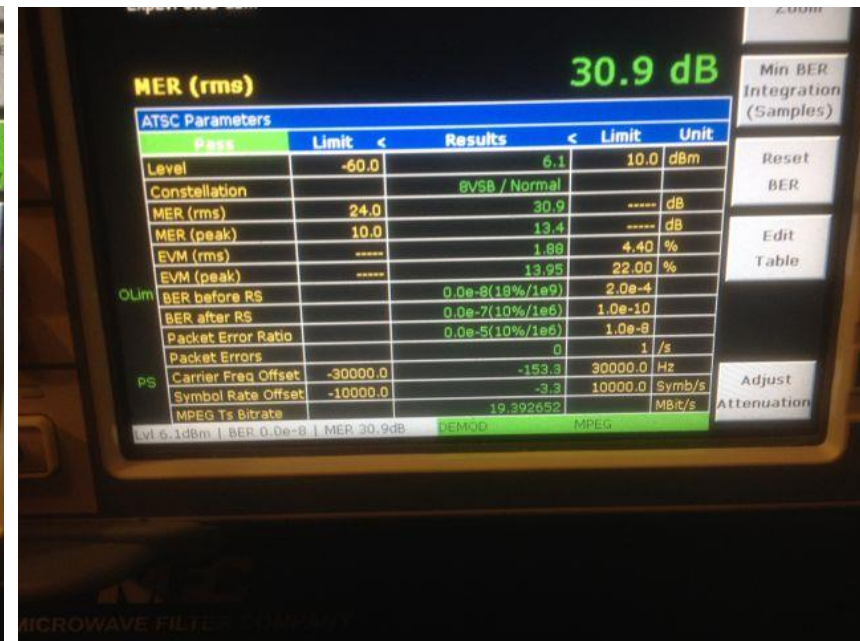 Zoom
30.9 dB
MER (rms)
Min BER
Integration
(Samples)
ATSC Parameters
Pass Limit < Results < Limit Unit
Level -60.0 6.1 10.0 dBm
Constellation 8VSB / Normal
MER (rms) 24.0 30.9 ----- dB
MER (peak) 10.0 13.4 ----- dB
EVM (rms) ----- 1.88 4.40 %
EVM (peak) ----- 13.95 22.00 %
OLim BER before RS 0.0e-8(18%/1e9) 2.0e-4
BER after RS 0.0e-7(10%/1e6) 1.0e-10
Packet Error Ratio 0.0e-5(10%/1e6) 1.0e-8
Packet Errors 0 1 /s
PS Carrier Freq Offset -30000.0 -153.3 30000.0 Hz
Symbol Rate Offset -10000.0 -3.3 10000.0 Symb/s
MPEG Ts Bitrate 19.392652 MBit/s
Lvl 6.1dBm | BER 0.0e-8 | MER 30.9dB DEMOD MPEG
Reset
BER
Edit
Table
Adjust
Attenuation
MICROWAVE FILTER COMPANY